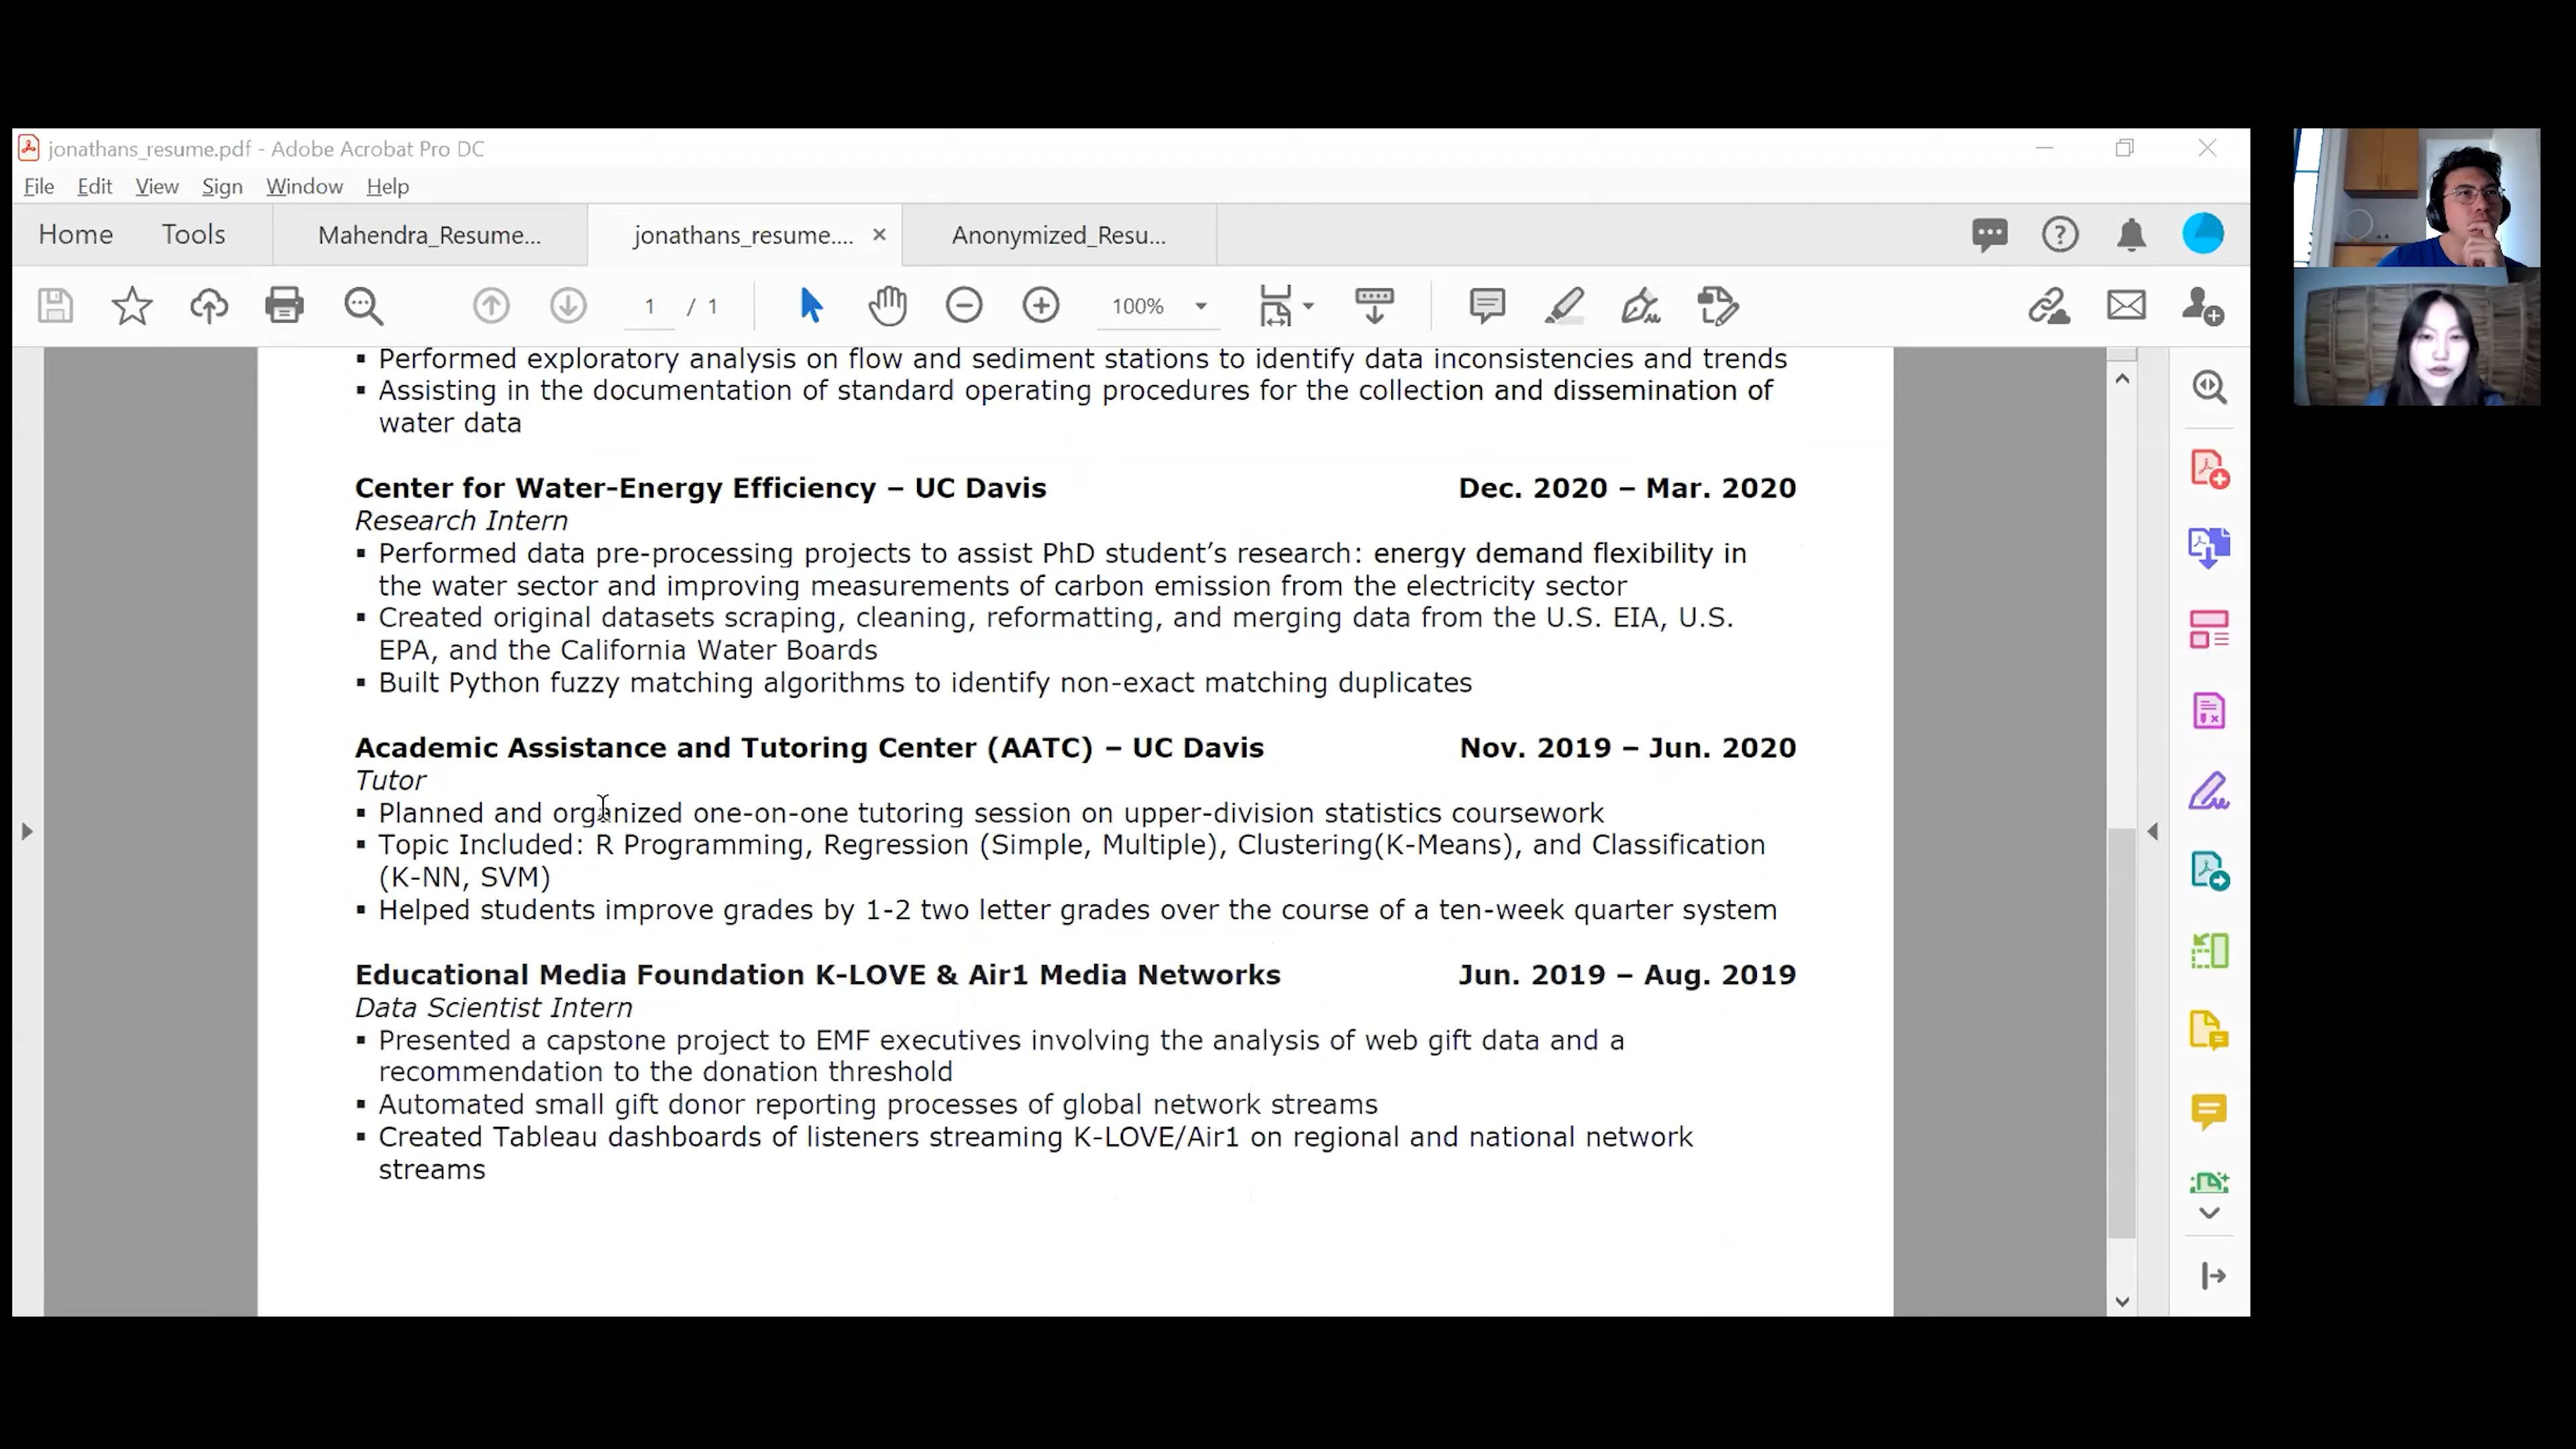 jonathans_resume.pdf - Adobe Acrobat Pro DC
File Edit View Sign Window Help
Home Tools Mahendra_Resume... jonathans_resume.... Anonymized_Resu...
1 / 1 100%
▪ Performed exploratory analysis on flow and sediment stations to identify data inconsistencies and trends
▪ Assisting in the documentation of standard operating procedures for the collection and dissemination of
water data
Center for Water-Energy Efficiency – UC Davis Dec. 2020 – Mar. 2020
Research Intern
▪ Performed data pre-processing projects to assist PhD student’s research: energy demand flexibility in
the water sector and improving measurements of carbon emission from the electricity sector
▪ Created original datasets scraping, cleaning, reformatting, and merging data from the U.S. EIA, U.S.
EPA, and the California Water Boards
▪ Built Python fuzzy matching algorithms to identify non-exact matching duplicates
Academic Assistance and Tutoring Center (AATC) – UC Davis Nov. 2019 – Jun. 2020
Tutor
▪ Planned and organized one-on-one tutoring session on upper-division statistics coursework
▪ Topic Included: R Programming, Regression (Simple, Multiple), Clustering(K-Means), and Classification
(K-NN, SVM)
▪ Helped students improve grades by 1-2 two letter grades over the course of a ten-week quarter system
Educational Media Foundation K-LOVE & Air1 Media Networks Jun. 2019 – Aug. 2019
Data Scientist Intern
▪ Presented a capstone project to EMF executives involving the analysis of web gift data and a
recommendation to the donation threshold
▪ Automated small gift donor reporting processes of global network streams
▪ Created Tableau dashboards of listeners streaming K-LOVE/Air1 on regional and national network
streams